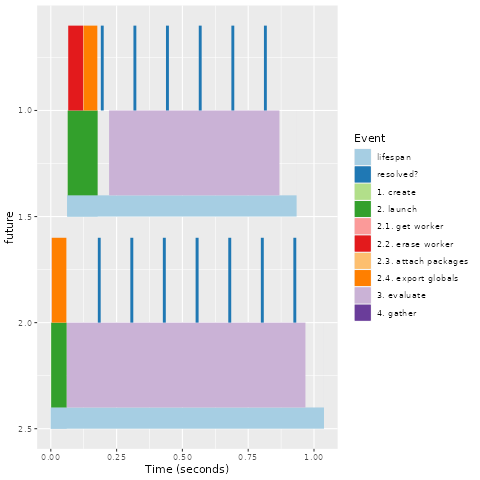 1.0
1.5
2.0
2.5
future
0.00
0.25
0.50
0.75
1.00
Time (seconds)
Event
lifespan
resolved?
1. create
2. launch
2.1. get worker
2.2. erase worker
2.3. attach packages
2.4. export globals
3. evaluate
4. gather